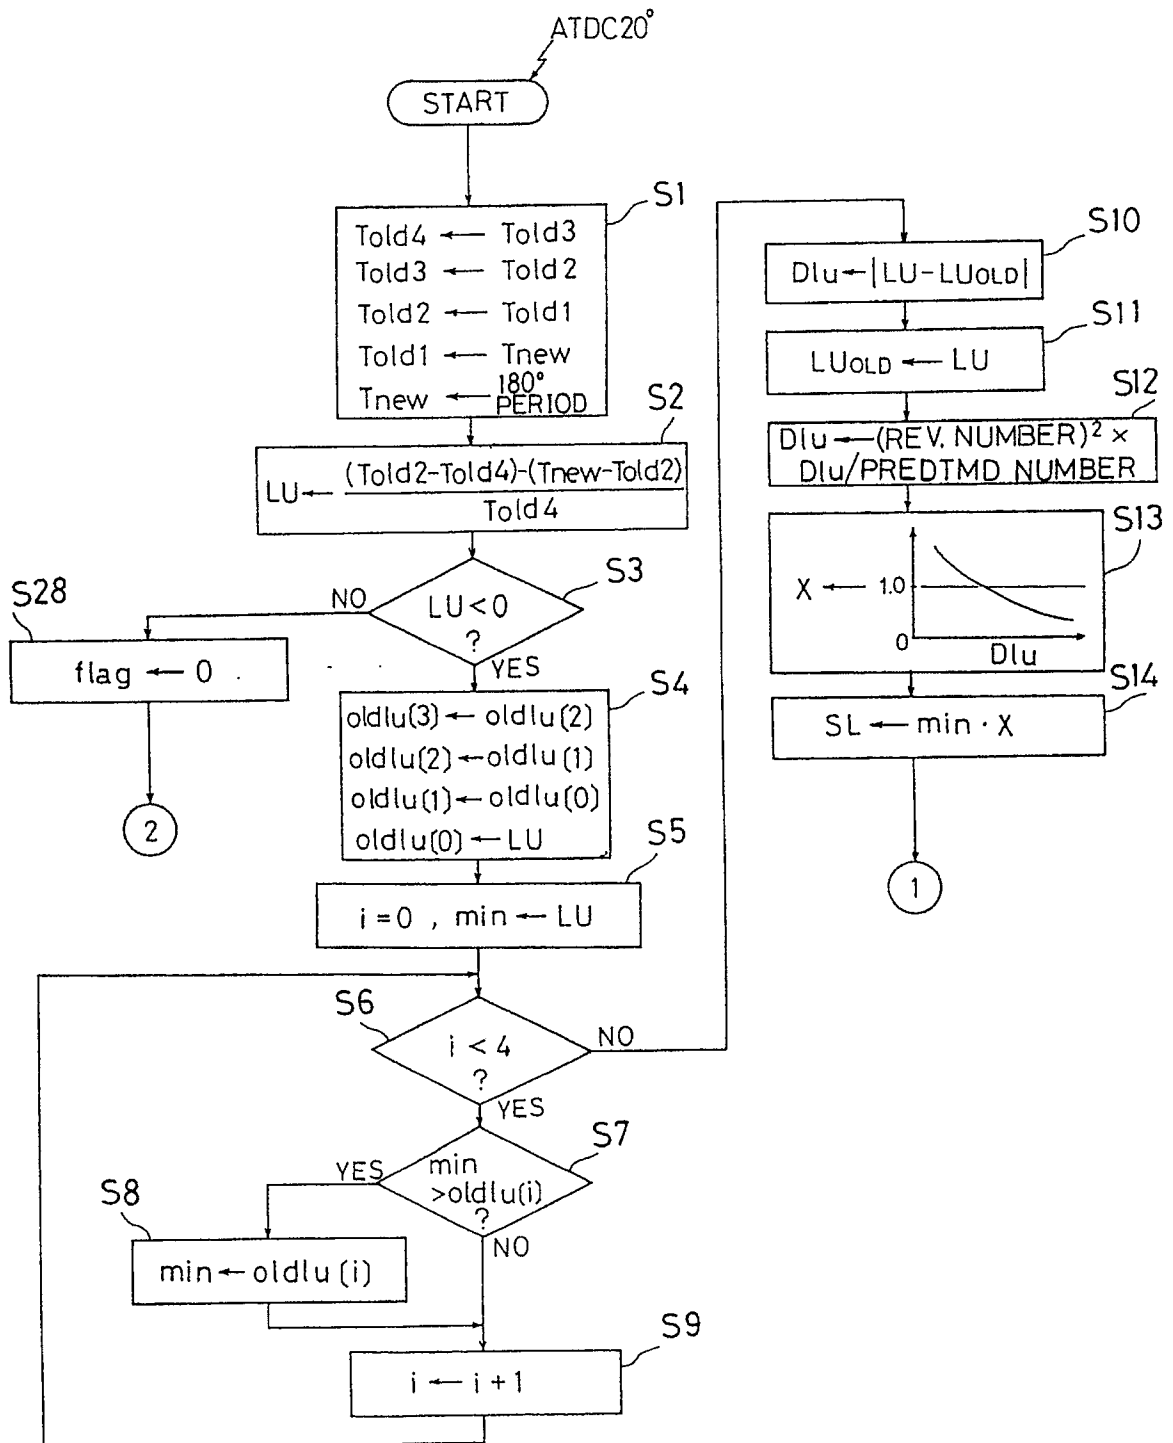 ATDC20°
START
S1
Told4 ← Told3
Told3 ← Told2
Told2 ← Told1
Told1 ← Tnew
Tnew ← 180° PERIOD
S2
LU ← (Told2-Told4)-(Tnew-Told2)
Told4
S3
LU<0
?
NO
YES
S28
flag ← 0
2
S4
oldlu(3) ← oldlu(2)
oldlu(2) ← oldlu(1)
oldlu(1) ← oldlu(0)
oldlu(0) ← LU
S5
i=0 , min ← LU
S6
i < 4
?
NO
YES
S7
min
>oldlu(i)
?
YES
NO
S8
min ← oldlu(i)
S9
i ← i+1
S10
Dlu ← |LU-LUOLD|
S11
LUOLD ← LU
S12
Dlu ← (REV. NUMBER)² ×
Dlu/PREDTMD NUMBER
S13
X ← 1.0
0
Dlu
S14
SL ← min · X
1